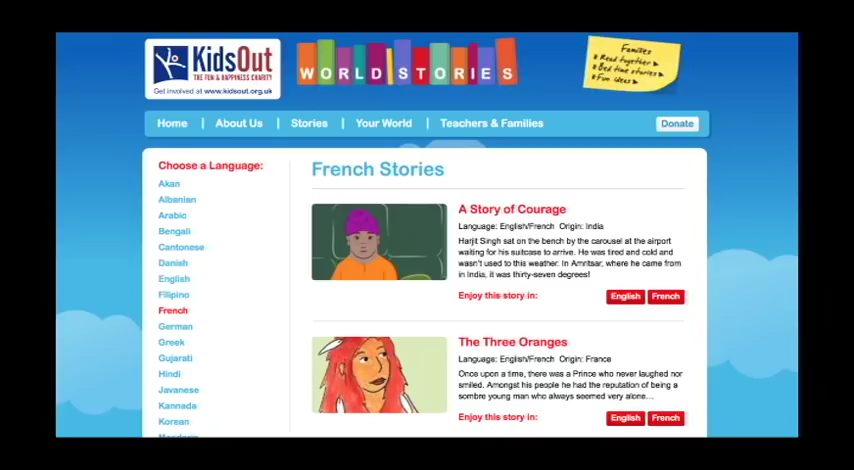 KidsOut
THE FUN & HAPPINESS CHARITY
Get involved at www.kidsout.org.uk
WORLD STORIES
Families
Read together
Bed time stories
Fun ideas
Home
About Us
Stories
Your World
Teachers & Families
Donate
Choose a Language:
Akan
Albanian
Arabic
Bengali
Cantonese
Danish
English
Filipino
French
German
Greek
Gujarati
Hindi
Javanese
Kannada
Korean
Mandarin
French Stories
A Story of Courage
Language: English/French Origin: India
Harjit Singh sat on the bench by the carousel at the airport
waiting for his suitcase to arrive. He was tired and cold and
wasn't used to this weather. In Amritsar, where he came from
in India, it was thirty-seven degrees!
Enjoy this story in:
English
French
The Three Oranges
Language: English/French Origin: France
Once upon a time, there was a Prince who never laughed nor
smiled. Amongst his people he had the reputation of being a
sombre young man who always seemed very alone…
Enjoy this story in:
English
French